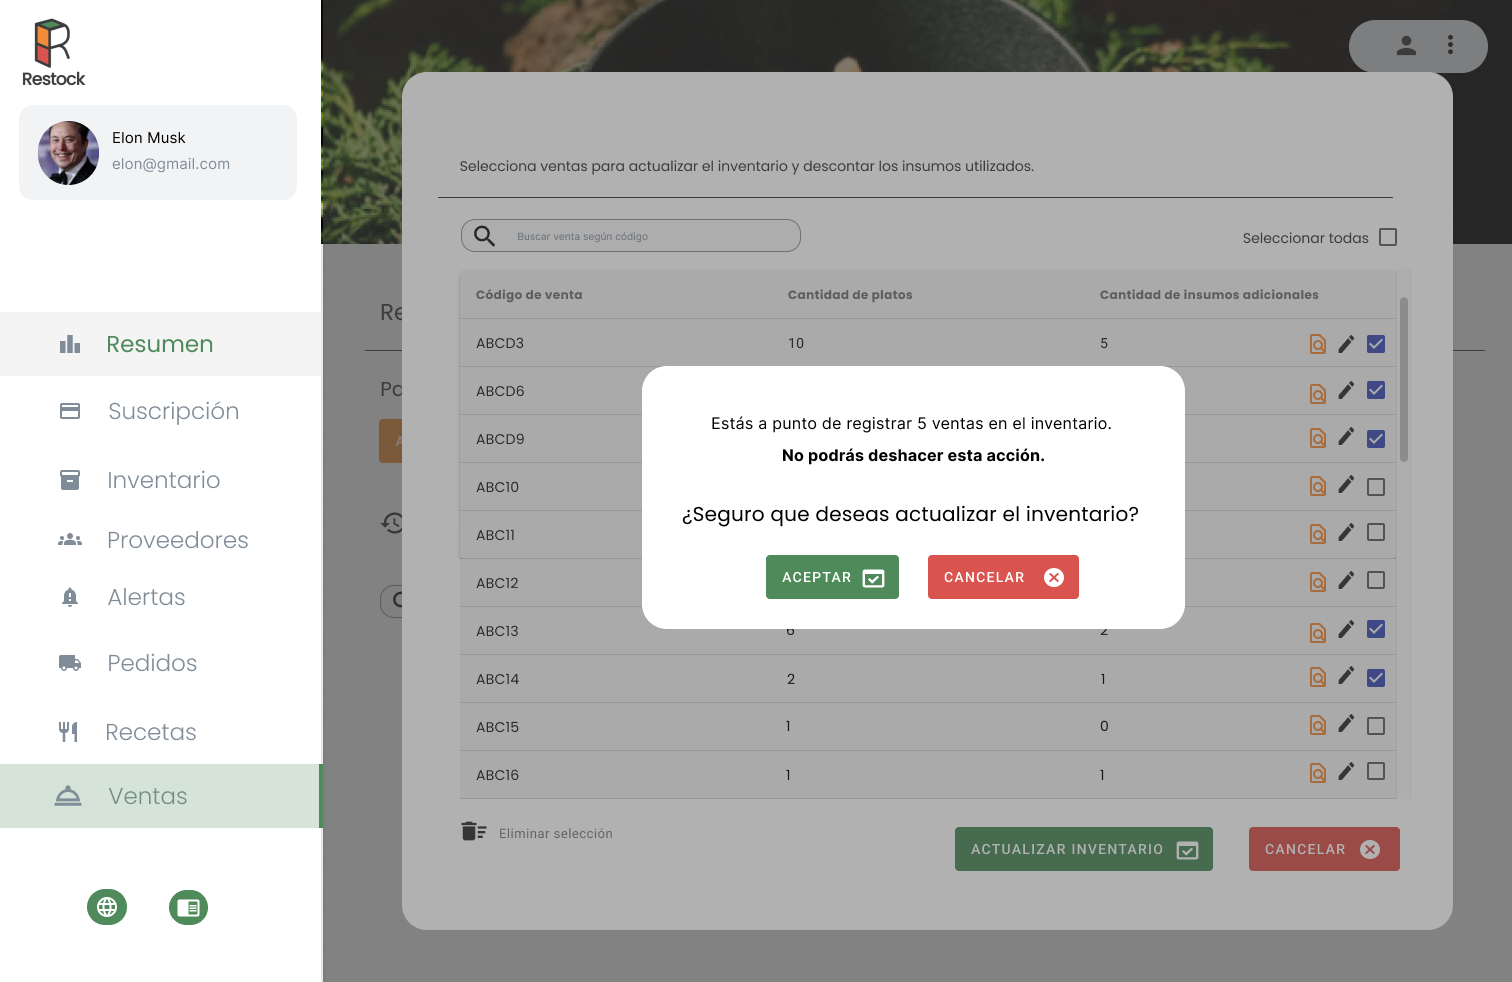 Restock
Elon Musk
elon@gmail.com
Resumen
Suscripción
Inventario
Proveedores
Alertas
Pedidos
Recetas
Ventas
Selecciona ventas para actualizar el inventario y descontar los insumos utilizados.
Buscar venta según código
Seleccionar todas
Código de venta Cantidad de platos Cantidad de insumos adicionales
ABCD3 10 5
ABCD6
ABCD9
ABC10
ABC11
ABC12
ABC13 6 2
ABC14 2 1
ABC15 1 0
ABC16 1 1
Estás a punto de registrar 5 ventas en el inventario.
No podrás deshacer esta acción.
¿Seguro que deseas actualizar el inventario?
ACEPTAR
CANCELAR
Eliminar selección
ACTUALIZAR INVENTARIO
CANCELAR